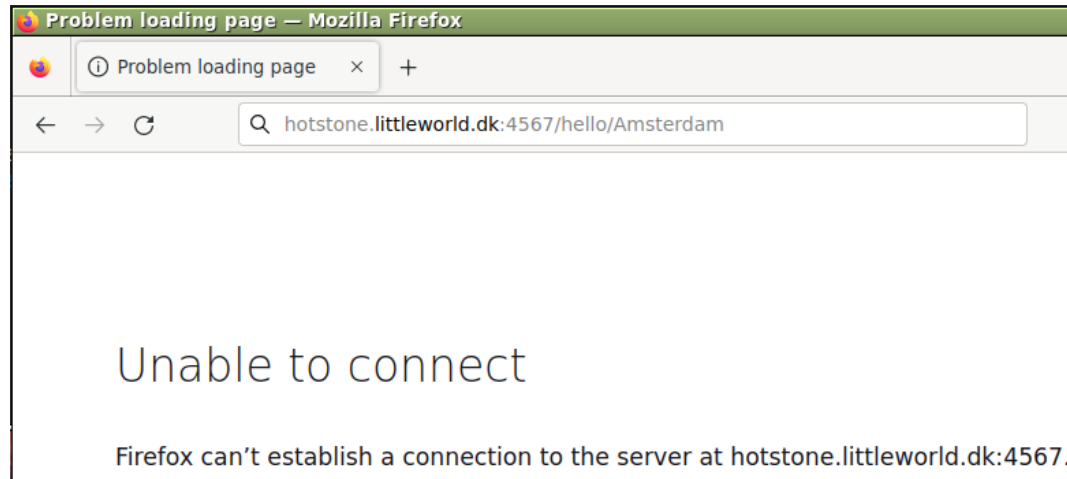 Problem loading page — Mozilla Firefox
Problem loading page
hotstone.littleworld.dk:4567/hello/Amsterdam
Unable to connect
Firefox can’t establish a connection to the server at hotstone.littleworld.dk:4567.